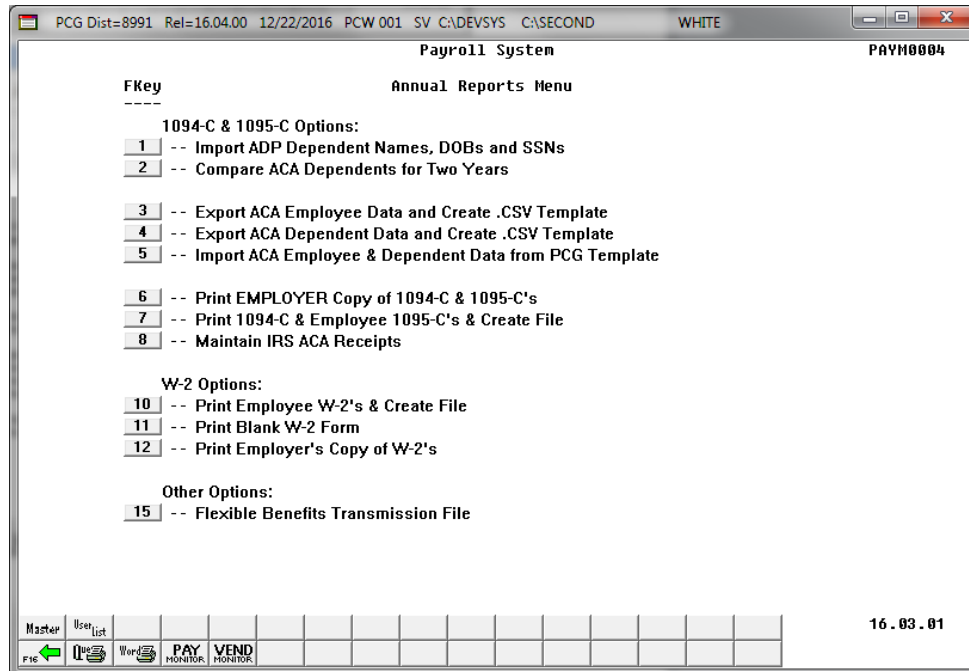 PCG Dist=8991 Rel=16.04.00 12/22/2016 PCW 001 SV C:\DEVSYS C:\SECOND WHITE
Payroll System PAYM0004
FKey Annual Reports Menu
----
1094-C & 1095-C Options:
1 -- Import ADP Dependent Names, DOBs and SSNs
2 -- Compare ACA Dependents for Two Years
3 -- Export ACA Employee Data and Create .CSV Template
4 -- Export ACA Dependent Data and Create .CSV Template
5 -- Import ACA Employee & Dependent Data from PCG Template
6 -- Print EMPLOYER Copy of 1094-C & 1095-C's
7 -- Print 1094-C & Employee 1095-C's & Create File
8 -- Maintain IRS ACA Receipts
W-2 Options:
10 -- Print Employee W-2's & Create File
11 -- Print Blank W-2 Form
12 -- Print Employer's Copy of W-2's
Other Options:
15 -- Flexible Benefits Transmission File
Master User List 16.03.01
F16 Que Word PAY MONITOR VEND MONITOR